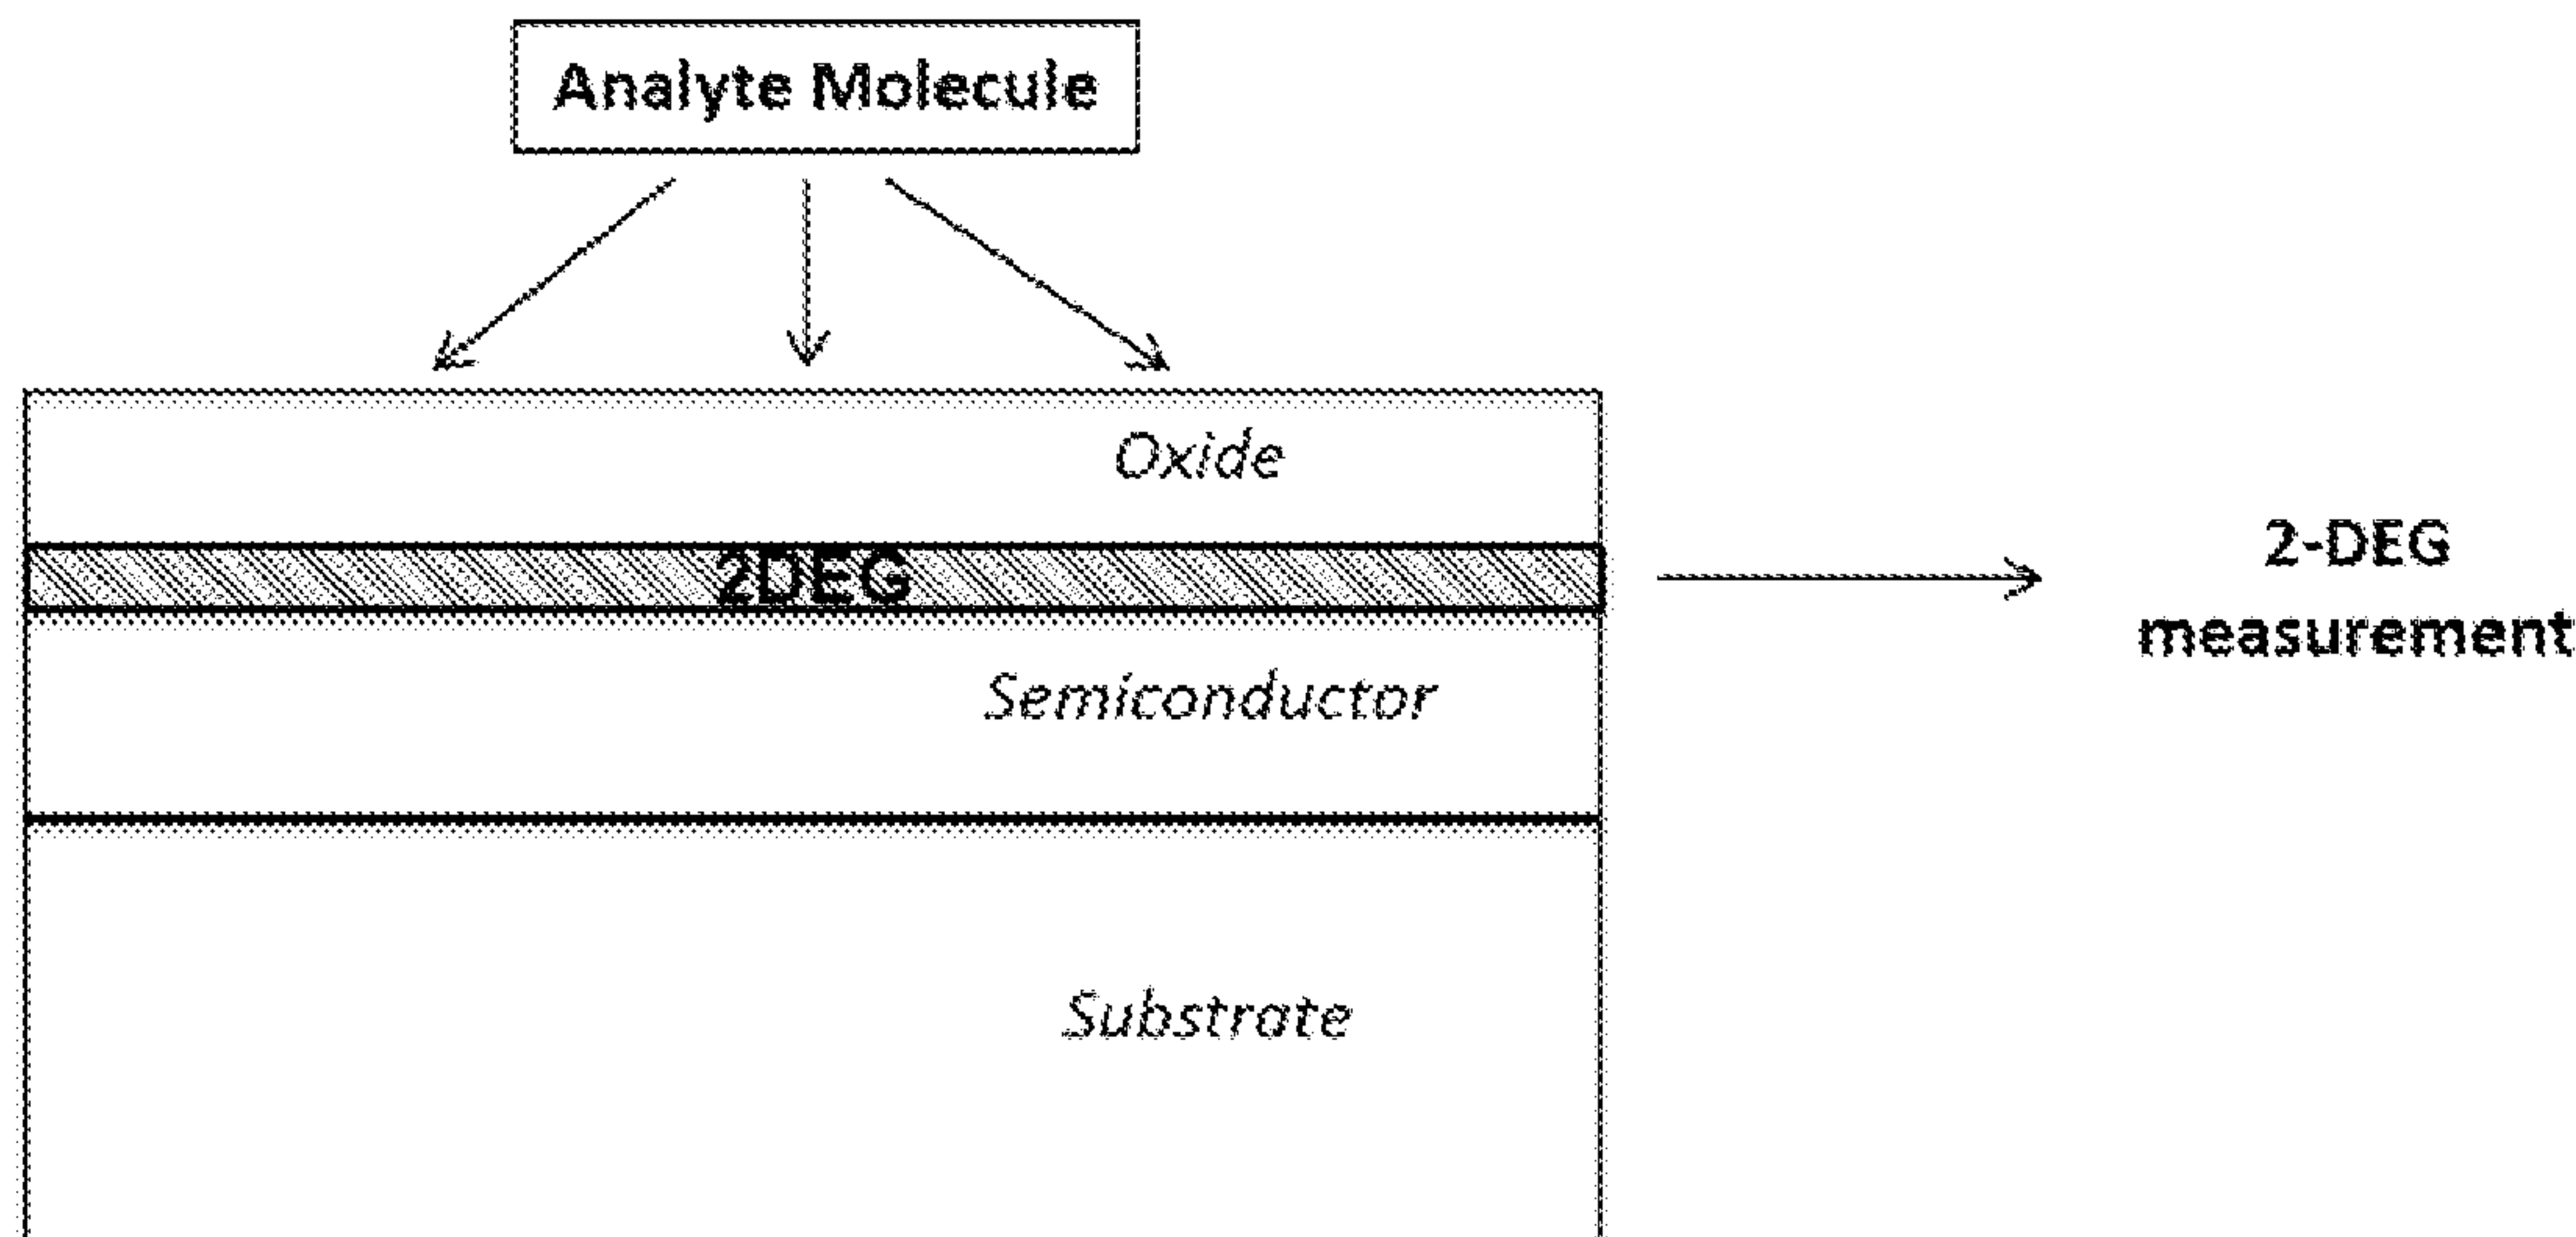 Analyte Molecule
Oxide
2DEG
2-DEG
measurement
Semiconductor
Substrate